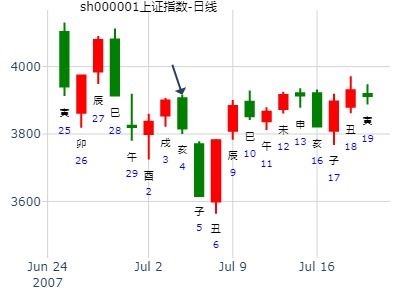 sh000001上证指数-日线
4000
3800
3600
寅
25
卯
26
辰
27
巳
28
午
29
酉
2
戌
3
亥
4
子
5
丑
6
辰
9
巳
10
午
11
未
12
申
13
亥
16
子
17
丑
18
寅
19
Jun 24
2007
Jul 2
Jul 9
Jul 16